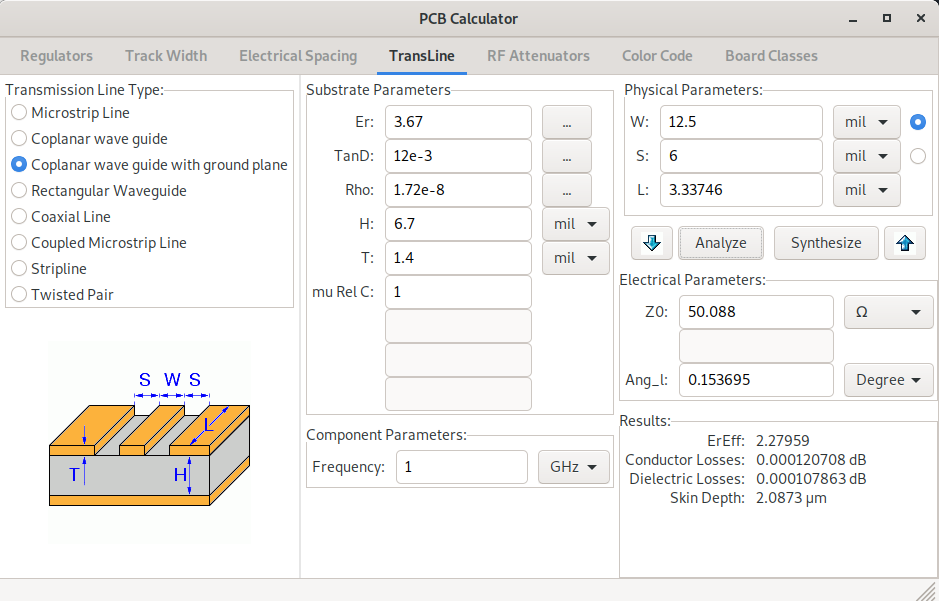 PCB Calculator
Regulators Track Width Electrical Spacing TransLine RF Attenuators Color Code Board Classes
Transmission Line Type:
Microstrip Line
Coplanar wave guide
Coplanar wave guide with ground plane
Rectangular Waveguide
Coaxial Line
Coupled Microstrip Line
Stripline
Twisted Pair
S W S
L
T
H
Substrate Parameters
Er: 3.67 ...
TanD: 12e-3 ...
Rho: 1.72e-8 ...
H: 6.7 mil
T: 1.4 mil
mu Rel C: 1
Component Parameters:
Frequency: 1 GHz
Physical Parameters:
W: 12.5 mil
S: 6 mil
L: 3.33746 mil
Analyze Synthesize
Electrical Parameters:
Z0: 50.088 Ω
Ang_l: 0.153695 Degree
Results:
ErEff: 2.27959
Conductor Losses: 0.000120708 dB
Dielectric Losses: 0.000107863 dB
Skin Depth: 2.0873 µm